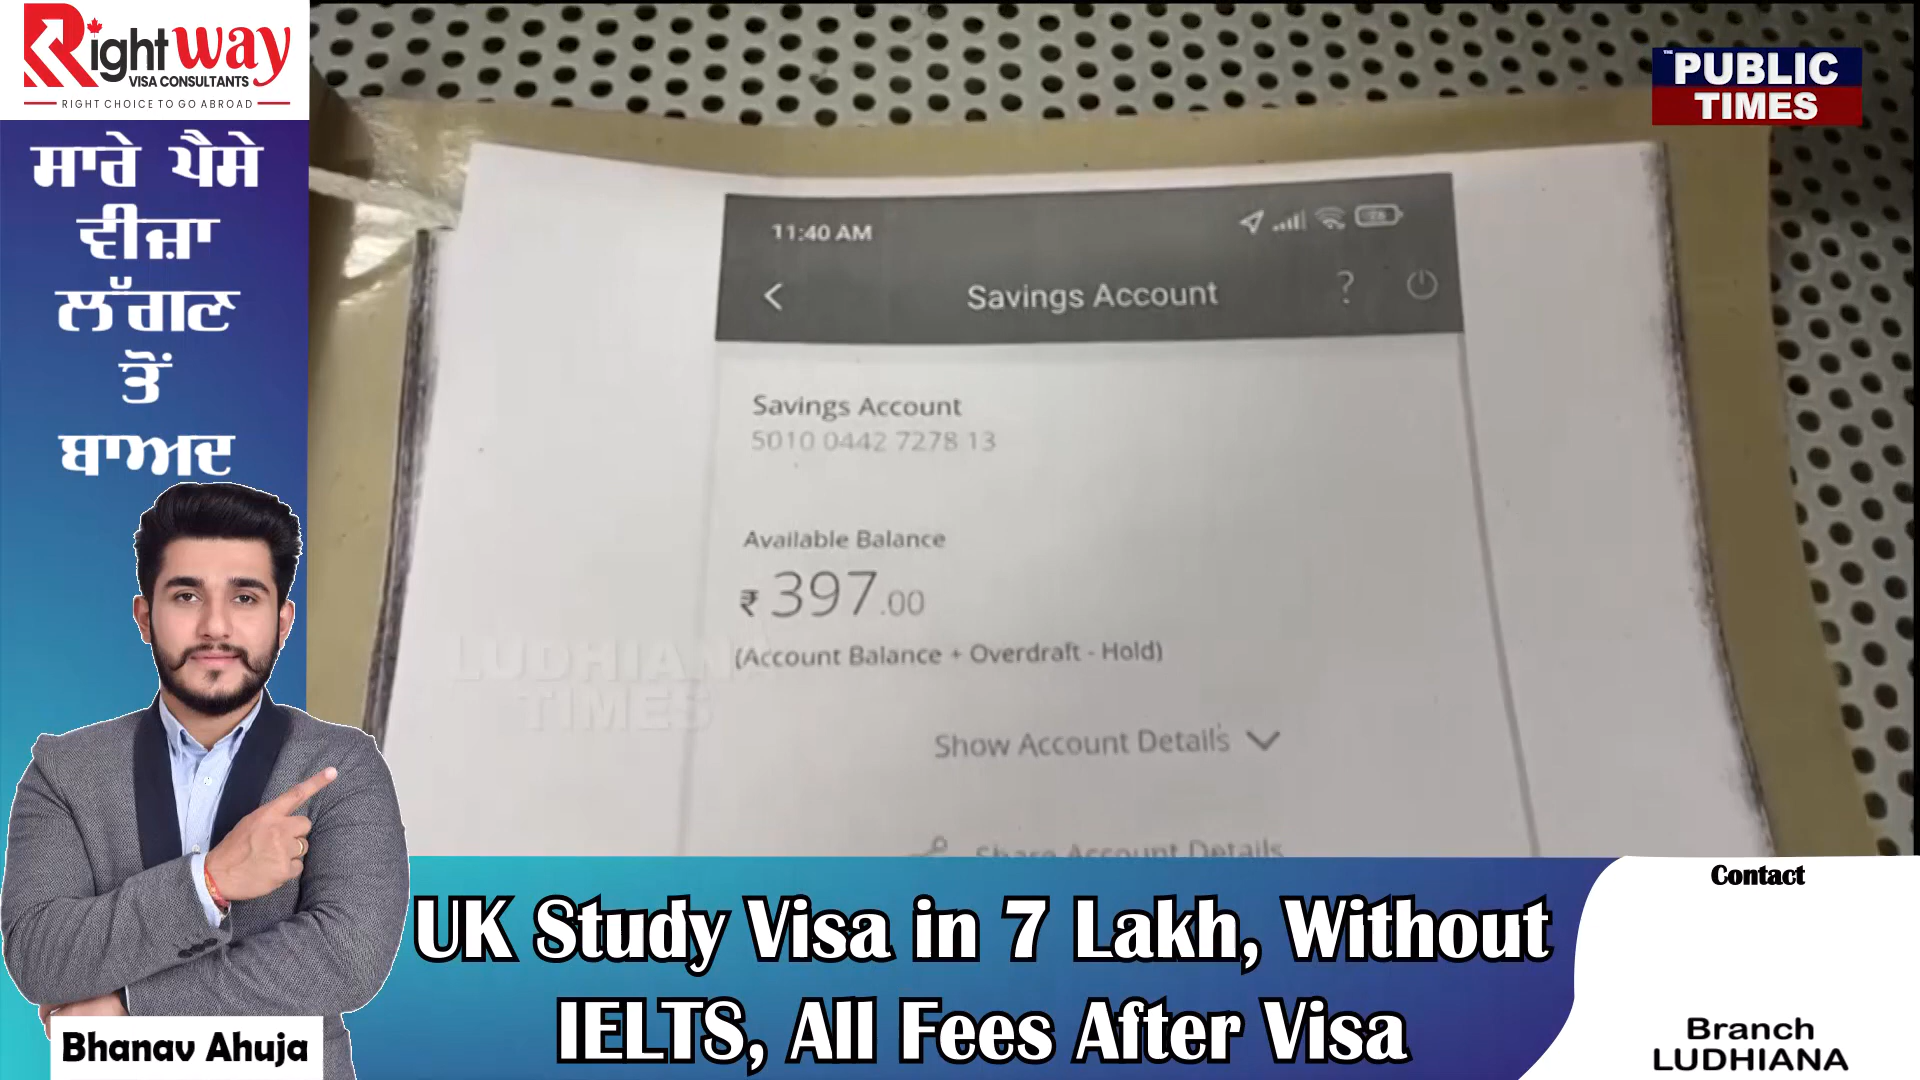 Rightway
VISA CONSULTANTS
RIGHT CHOICE TO GO ABROAD
ਸਾਰੇ ਪੈਸੇ
ਵੀਜ਼ਾ
ਲੱਗਣ
ਤੋਂ
ਬਾਅਦ
Bhanav Ahuja
THE
PUBLIC
TIMES
11:40 AM
Savings Account
?
Savings Account
5010 0442 7278 13
Available Balance
₹ 397.00
(Account Balance + Overdraft - Hold)
LUDHIANA
TIMES
Show Account Details
Share Account Details
UK Study Visa in 7 Lakh, Without
IELTS, All Fees After Visa
Contact
Branch
LUDHIANA